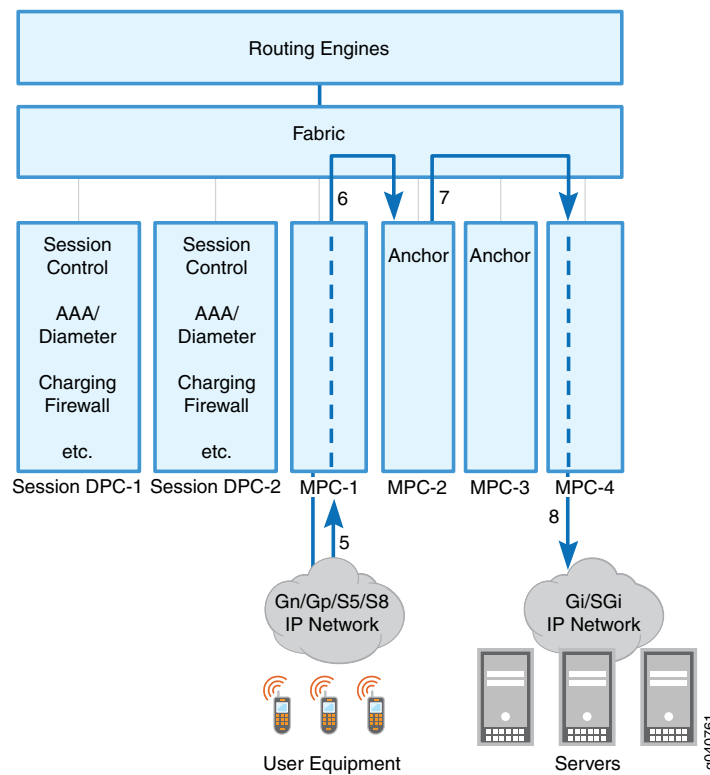 Routing Engines
Fabric
6
7
Session
Control
AAA/
Diameter
Charging
Firewall
etc.
Session
Control
AAA/
Diameter
Charging
Firewall
etc.
Anchor
Anchor
Session DPC-1
Session DPC-2
MPC-1
MPC-2
MPC-3
MPC-4
5
8
Gn/Gp/S5/S8
IP Network
Gi/SGi
IP Network
User Equipment
Servers
g040761